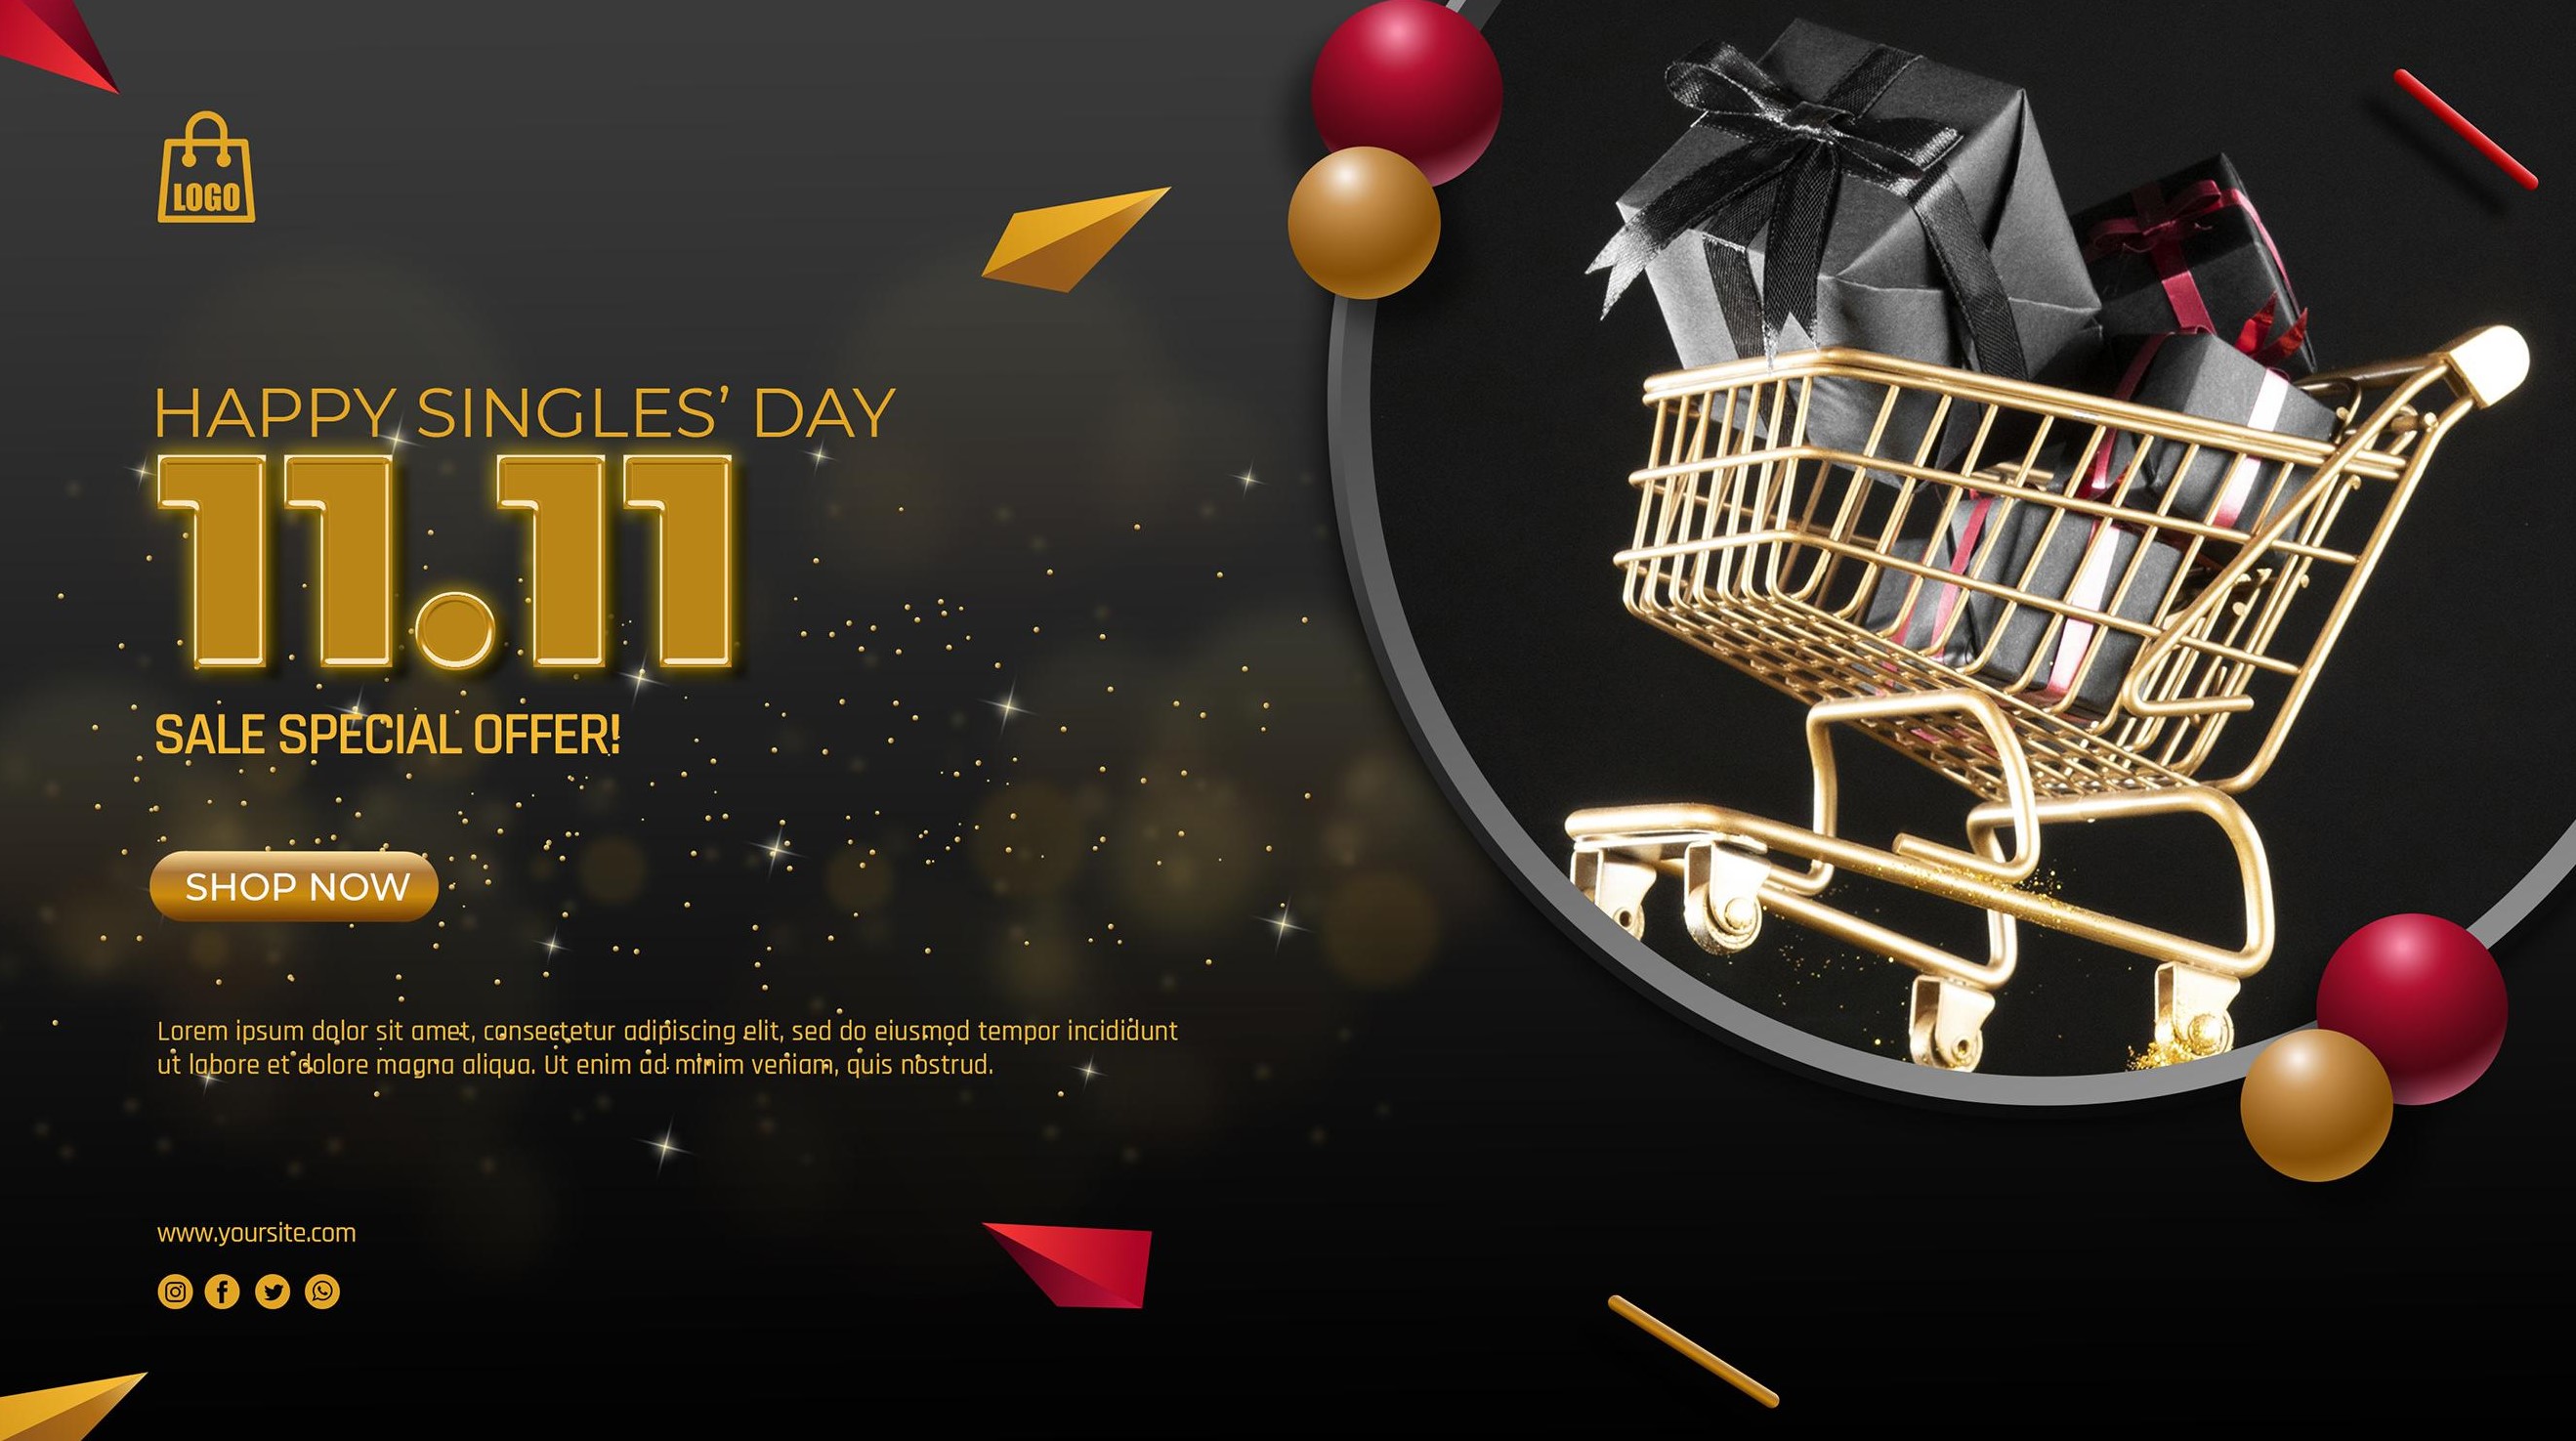 LOGO
HAPPY SINGLES’ DAY
11.11
SALE SPECIAL OFFER!
SHOP NOW
Lorem ipsum dolor sit amet, consectetur adipiscing elit, sed do eiusmod tempor incididunt
ut labore et dolore magna aliqua. Ut enim ad minim veniam, quis nostrud.
www.yoursite.com